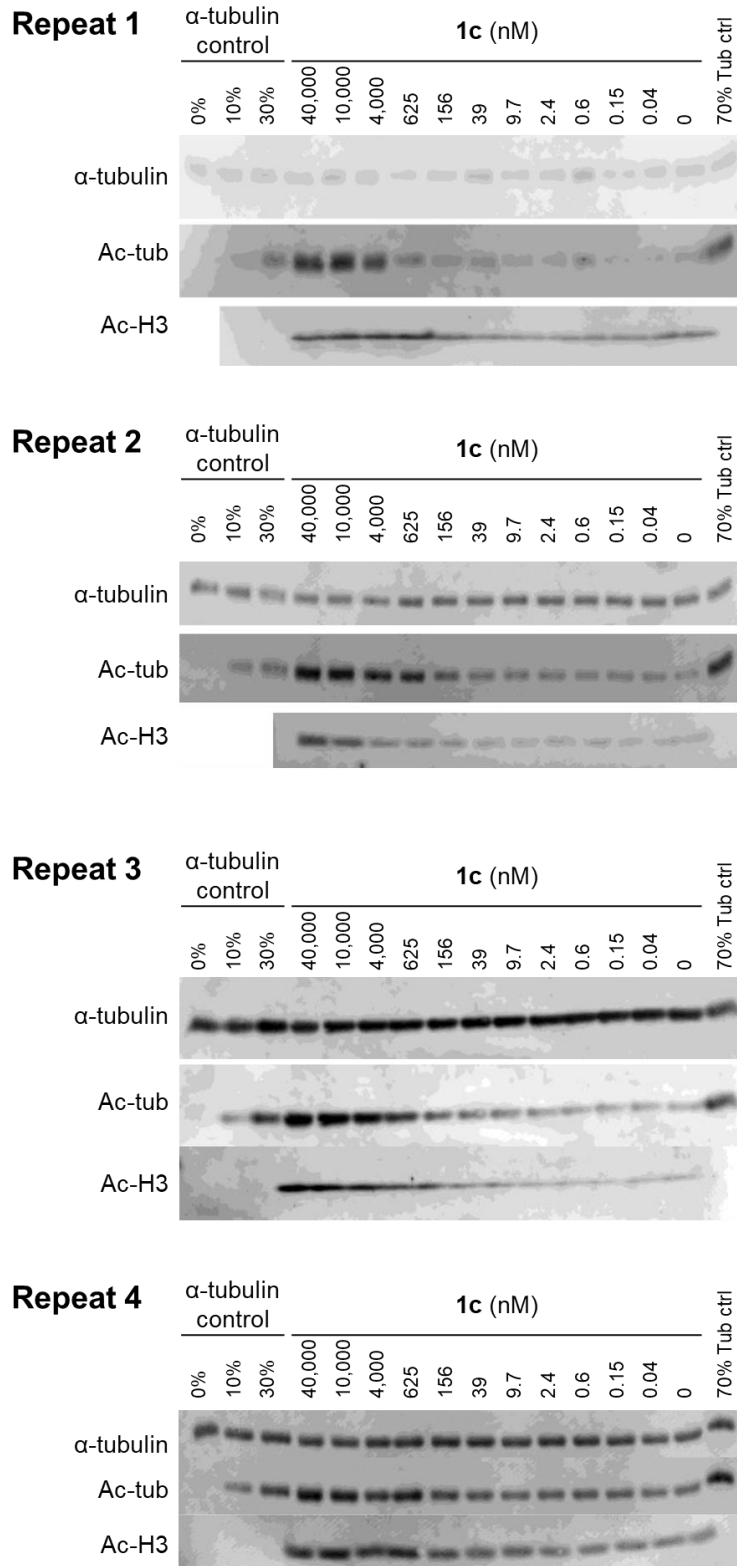 Repeat 1
α-tubulin
control
1c (nM)
0%
10%
30%
40,000
10,000
4,000
625
156
39
9.7
2.4
0.6
0.15
0.04
0
70% Tub ctrl
α-tubulin
Ac-tub
Ac-H3
Repeat 2
α-tubulin
control
1c (nM)
0%
10%
30%
40,000
10,000
4,000
625
156
39
9.7
2.4
0.6
0.15
0.04
0
70% Tub ctrl
α-tubulin
Ac-tub
Ac-H3
Repeat 3
α-tubulin
control
1c (nM)
0%
10%
30%
40,000
10,000
4,000
625
156
39
9.7
2.4
0.6
0.15
0.04
0
70% Tub ctrl
α-tubulin
Ac-tub
Ac-H3
Repeat 4
α-tubulin
control
1c (nM)
0%
10%
30%
40,000
10,000
4,000
625
156
39
9.7
2.4
0.6
0.15
0.04
0
70% Tub ctrl
α-tubulin
Ac-tub
Ac-H3